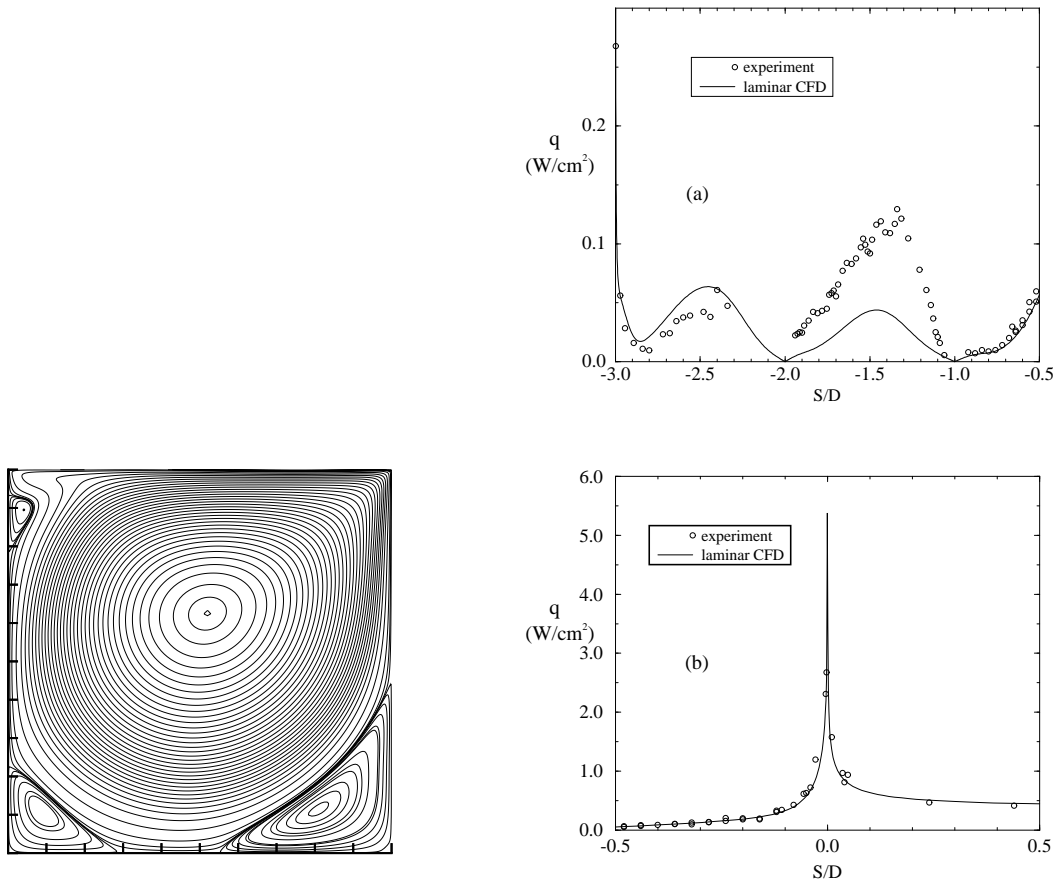 experiment
laminar CFD
0.2
q
(W/cm²)
(a)
0.1
0.0
-3.0 -2.5 -2.0 -1.5 -1.0 -0.5
S/D
6.0
5.0
experiment
laminar CFD
4.0
q
(W/cm²)
3.0
(b)
2.0
1.0
0.0
-0.5 0.0 0.5
S/D